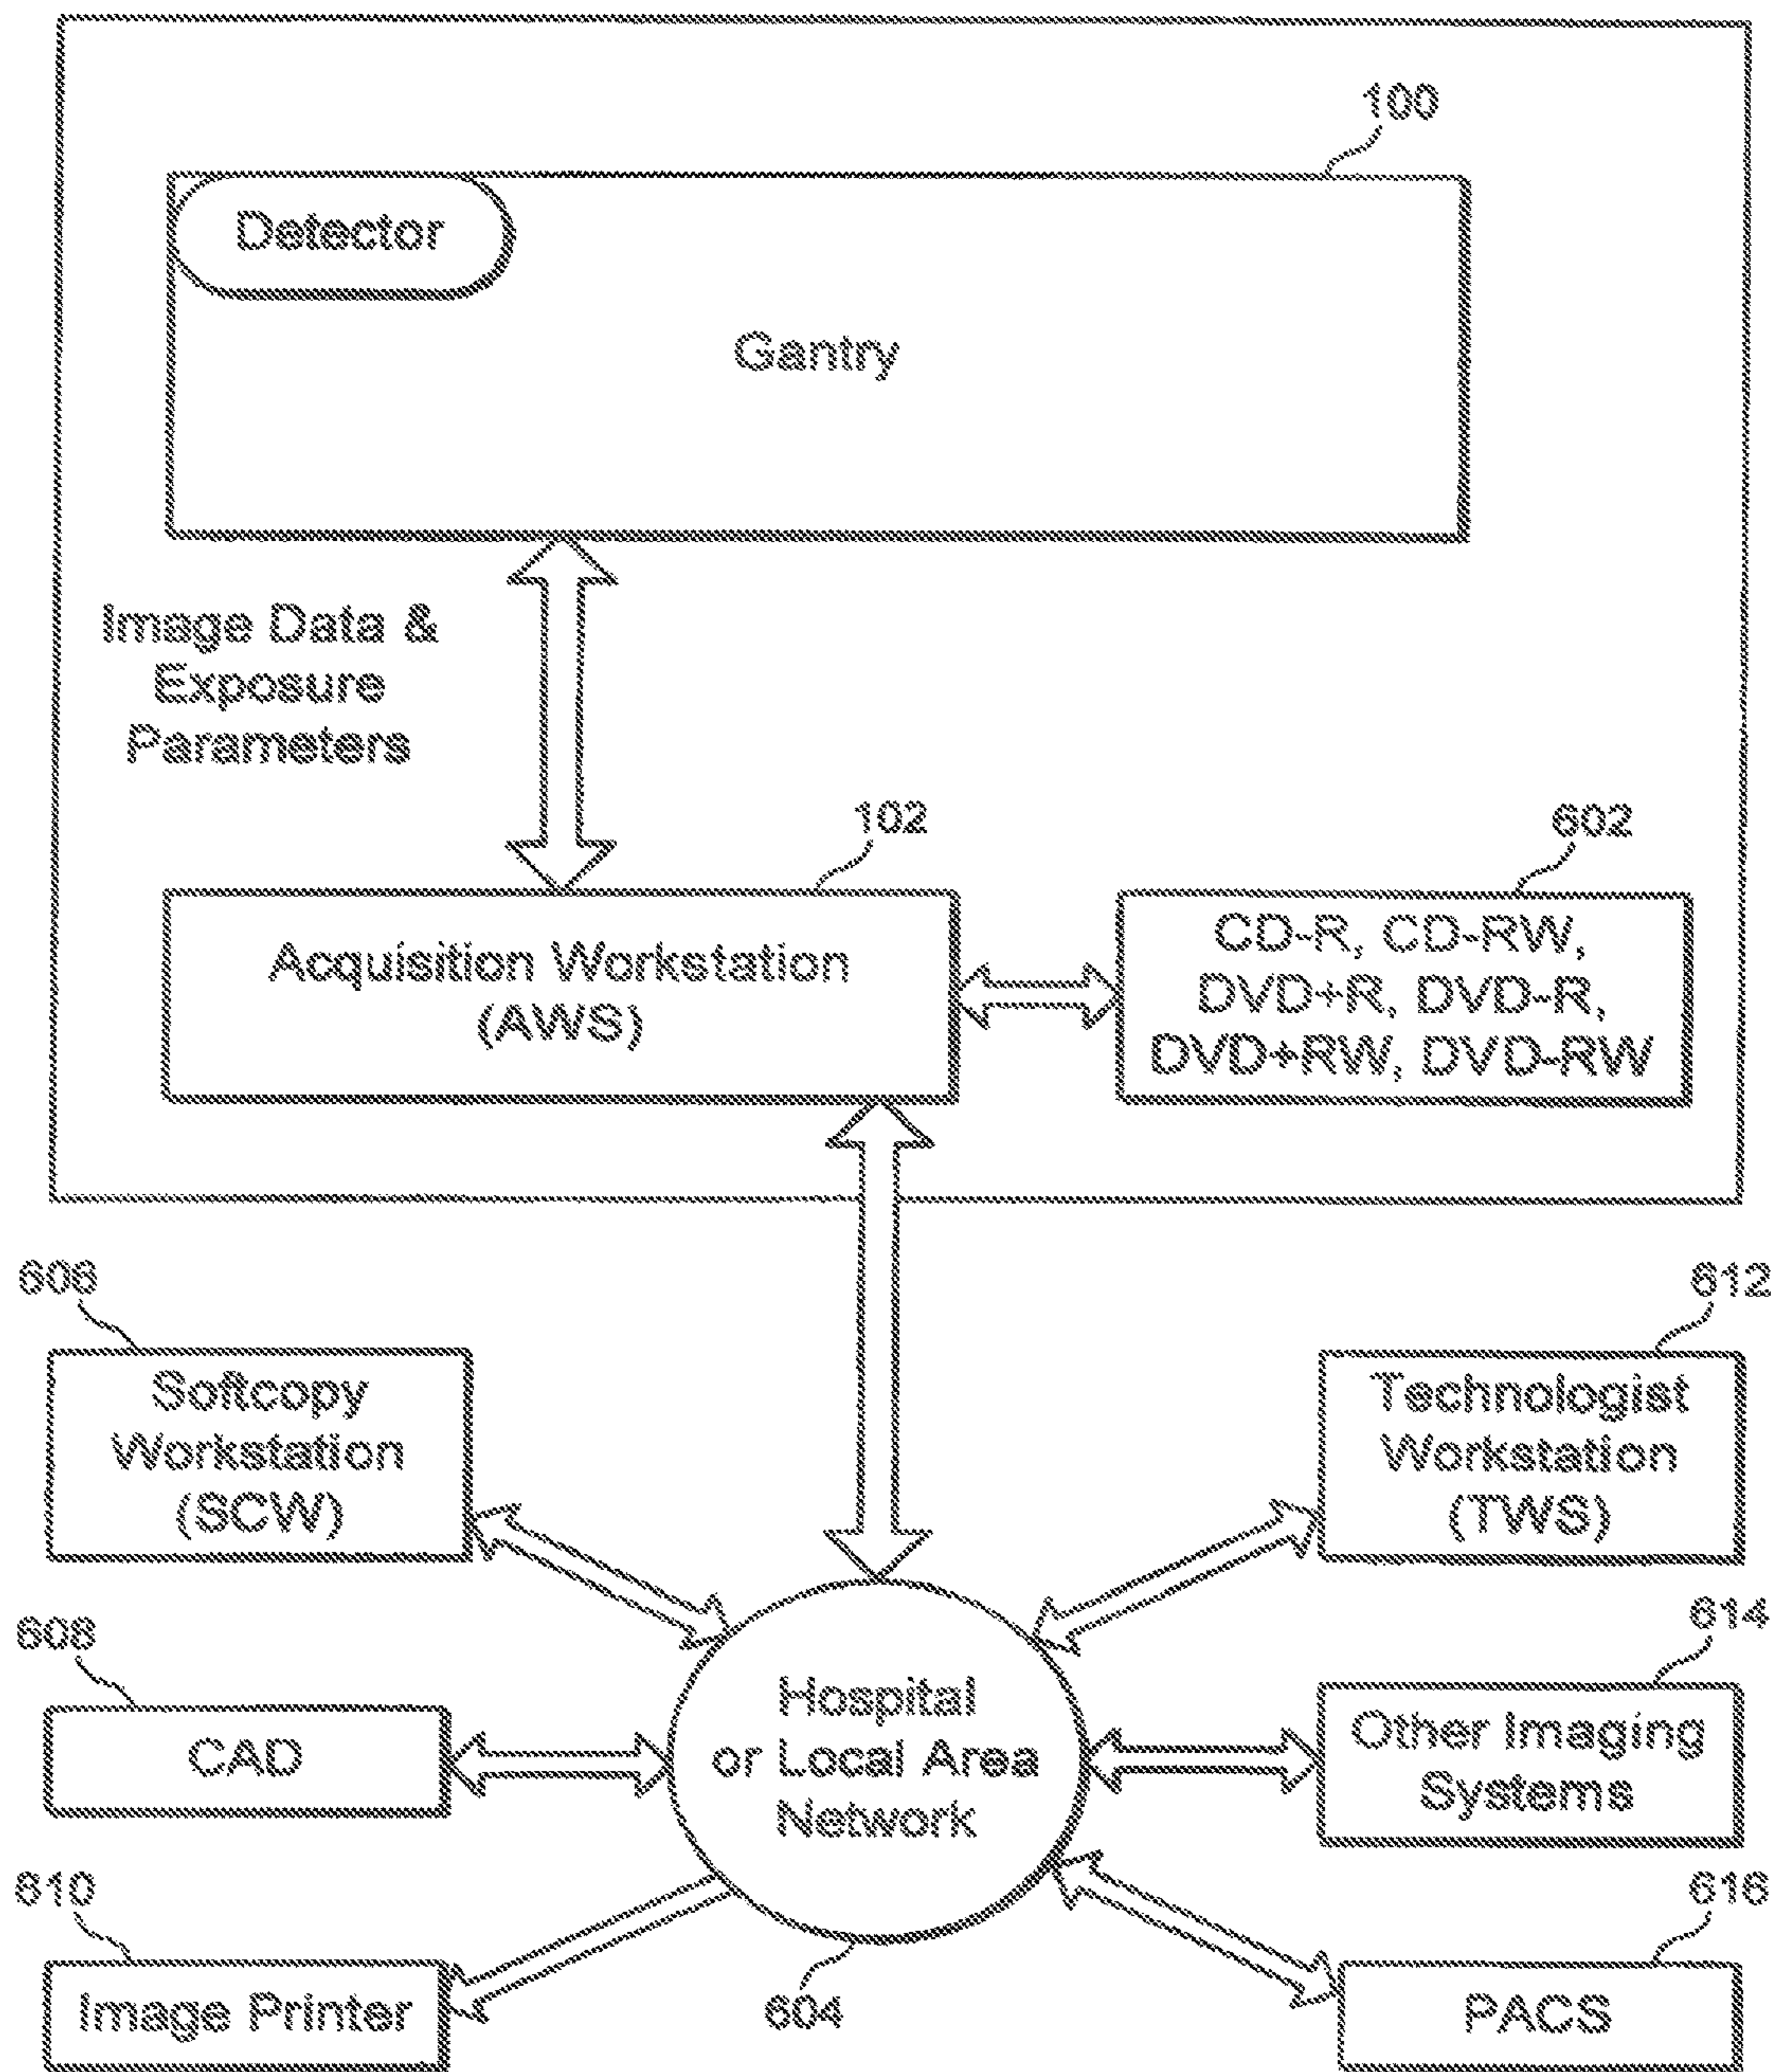 100
Detector
Gantry
Image Data &
Exposure
Parameters
102
602
Acquisition Workstation
(AWS)
CD-R, CD-RW,
DVD+R, DVD-R,
DVD+RW, DVD-RW
606
612
Softcopy
Workstation
(SCW)
Technologist
Workstation
(TWS)
608
614
CAD
Hospital
or Local Area
Network
Other Imaging
Systems
610
616
Image Printer
604
PACS